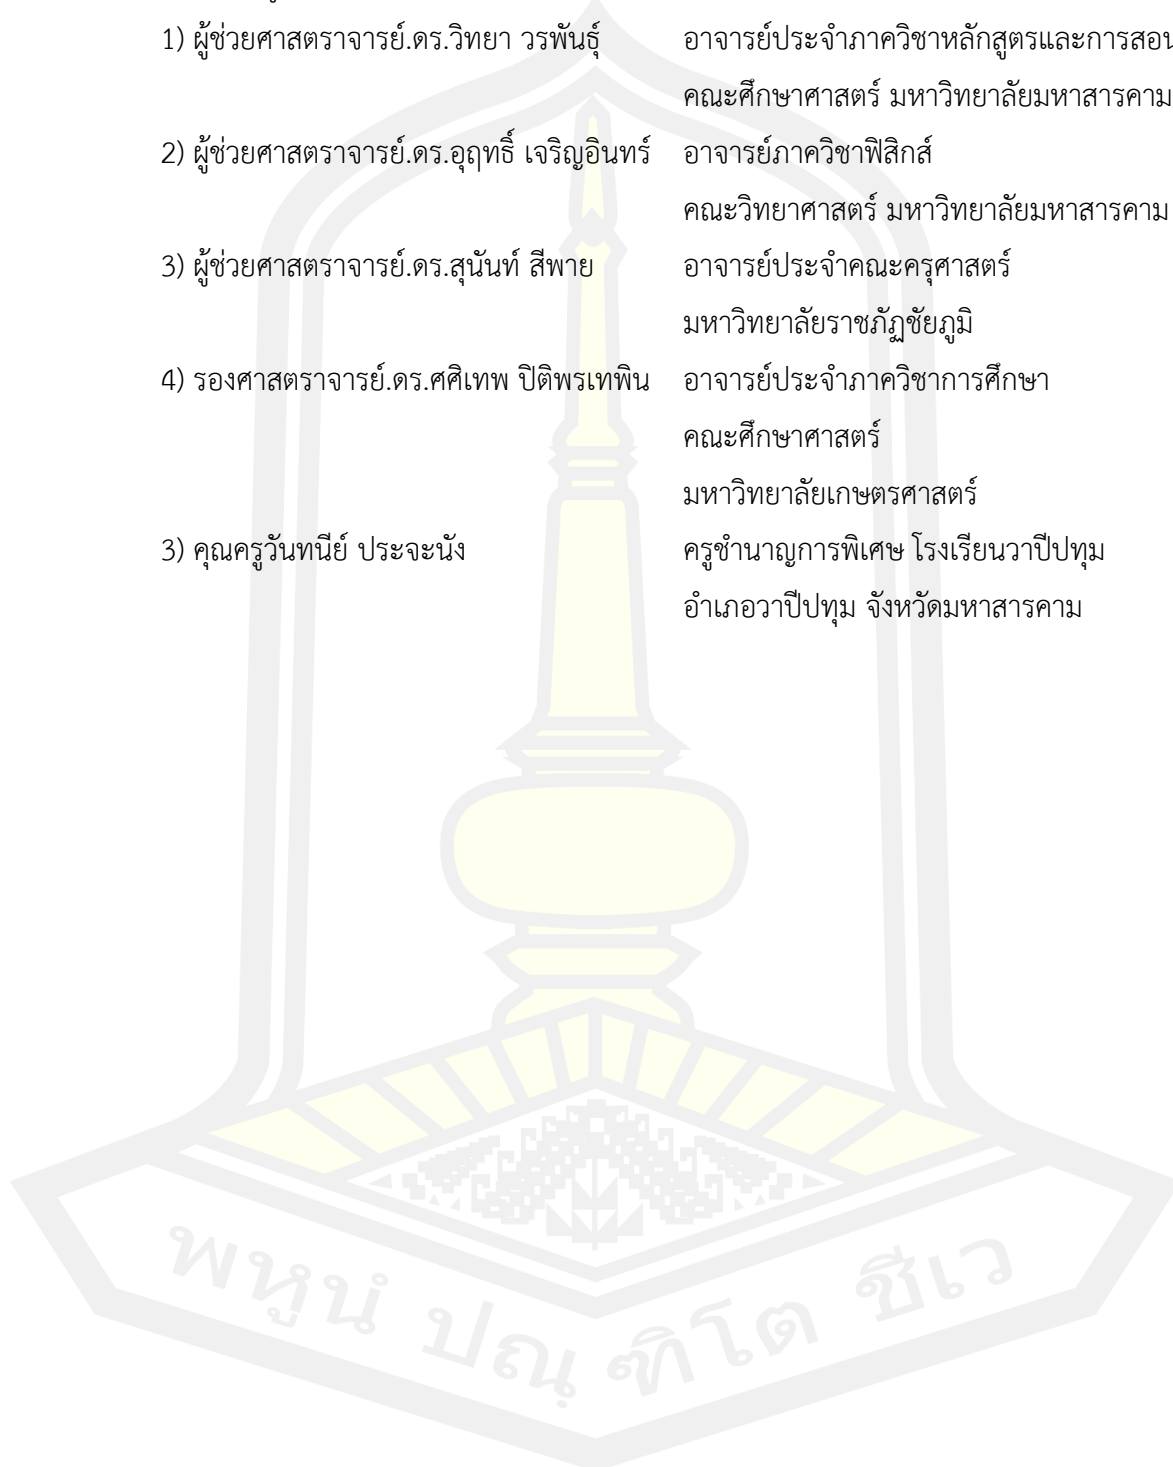 1) ผู้ช่วยศาสตราจารย์.ดร.วิทยา วรพันธุ์ อาจารย์ประจำภาควิชาหลักสูตรและการสอน
คณะศึกษาศาสตร์ มหาวิทยาลัยมหาสารคาม
2) ผู้ช่วยศาสตราจารย์.ดร.อุฤทธิ์ เจริญอินทร์ อาจารย์ภาควิชาฟิสิกส์
คณะวิทยาศาสตร์ มหาวิทยาลัยมหาสารคาม
3) ผู้ช่วยศาสตราจารย์.ดร.สุนันท์ สีพาย อาจารย์ประจำคณะครุศาสตร์
มหาวิทยาลัยราชภัฏชัยภูมิ
4) รองศาสตราจารย์.ดร.ศศิเทพ ปิติพรเทพิน อาจารย์ประจำภาควิชาการศึกษา
คณะศึกษาศาสตร์
มหาวิทยาลัยเกษตรศาสตร์
3) คุณครูวันทนีย์ ประจะนัง ครูชำนาญการพิเศษ โรงเรียนวาปีปทุม
อำเภอวาปีปทุม จังหวัดมหาสารคาม
พหูนํ ปณฺฑิโต ชีเว